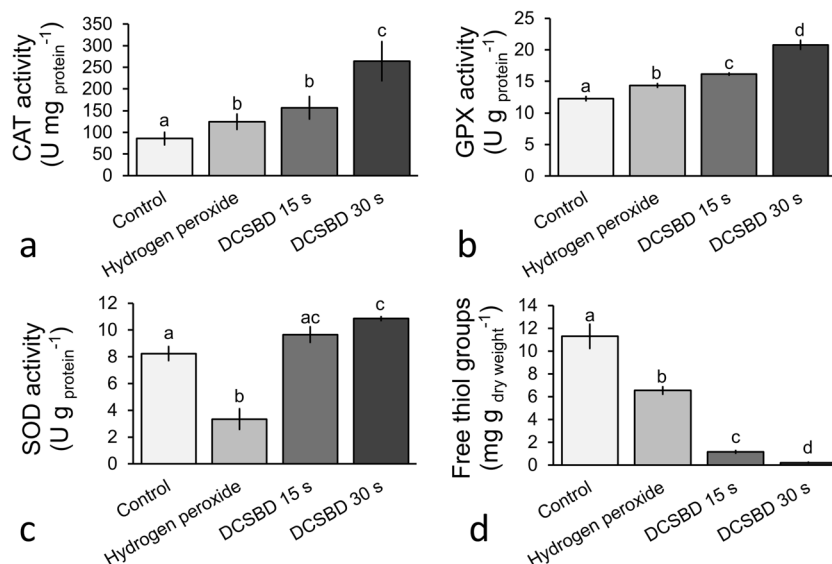 CAT activity
(U mg protein⁻¹)
350
300
250
200
150
100
50
0
a
b
b
c
Control
Hydrogen peroxide
DCSBD 15 s
DCSBD 30 s
a
GPX activity
(U g protein⁻¹)
25
20
15
10
5
0
a
b
c
d
Control
Hydrogen peroxide
DCSBD 15 s
DCSBD 30 s
b
SOD activity
(U g protein⁻¹)
12
10
8
6
4
2
0
a
b
ac
c
Control
Hydrogen peroxide
DCSBD 15 s
DCSBD 30 s
c
Free thiol groups
(mg g dry weight⁻¹)
14
12
10
8
6
4
2
0
a
b
c
d
Control
Hydrogen peroxide
DCSBD 15 s
DCSBD 30 s
d